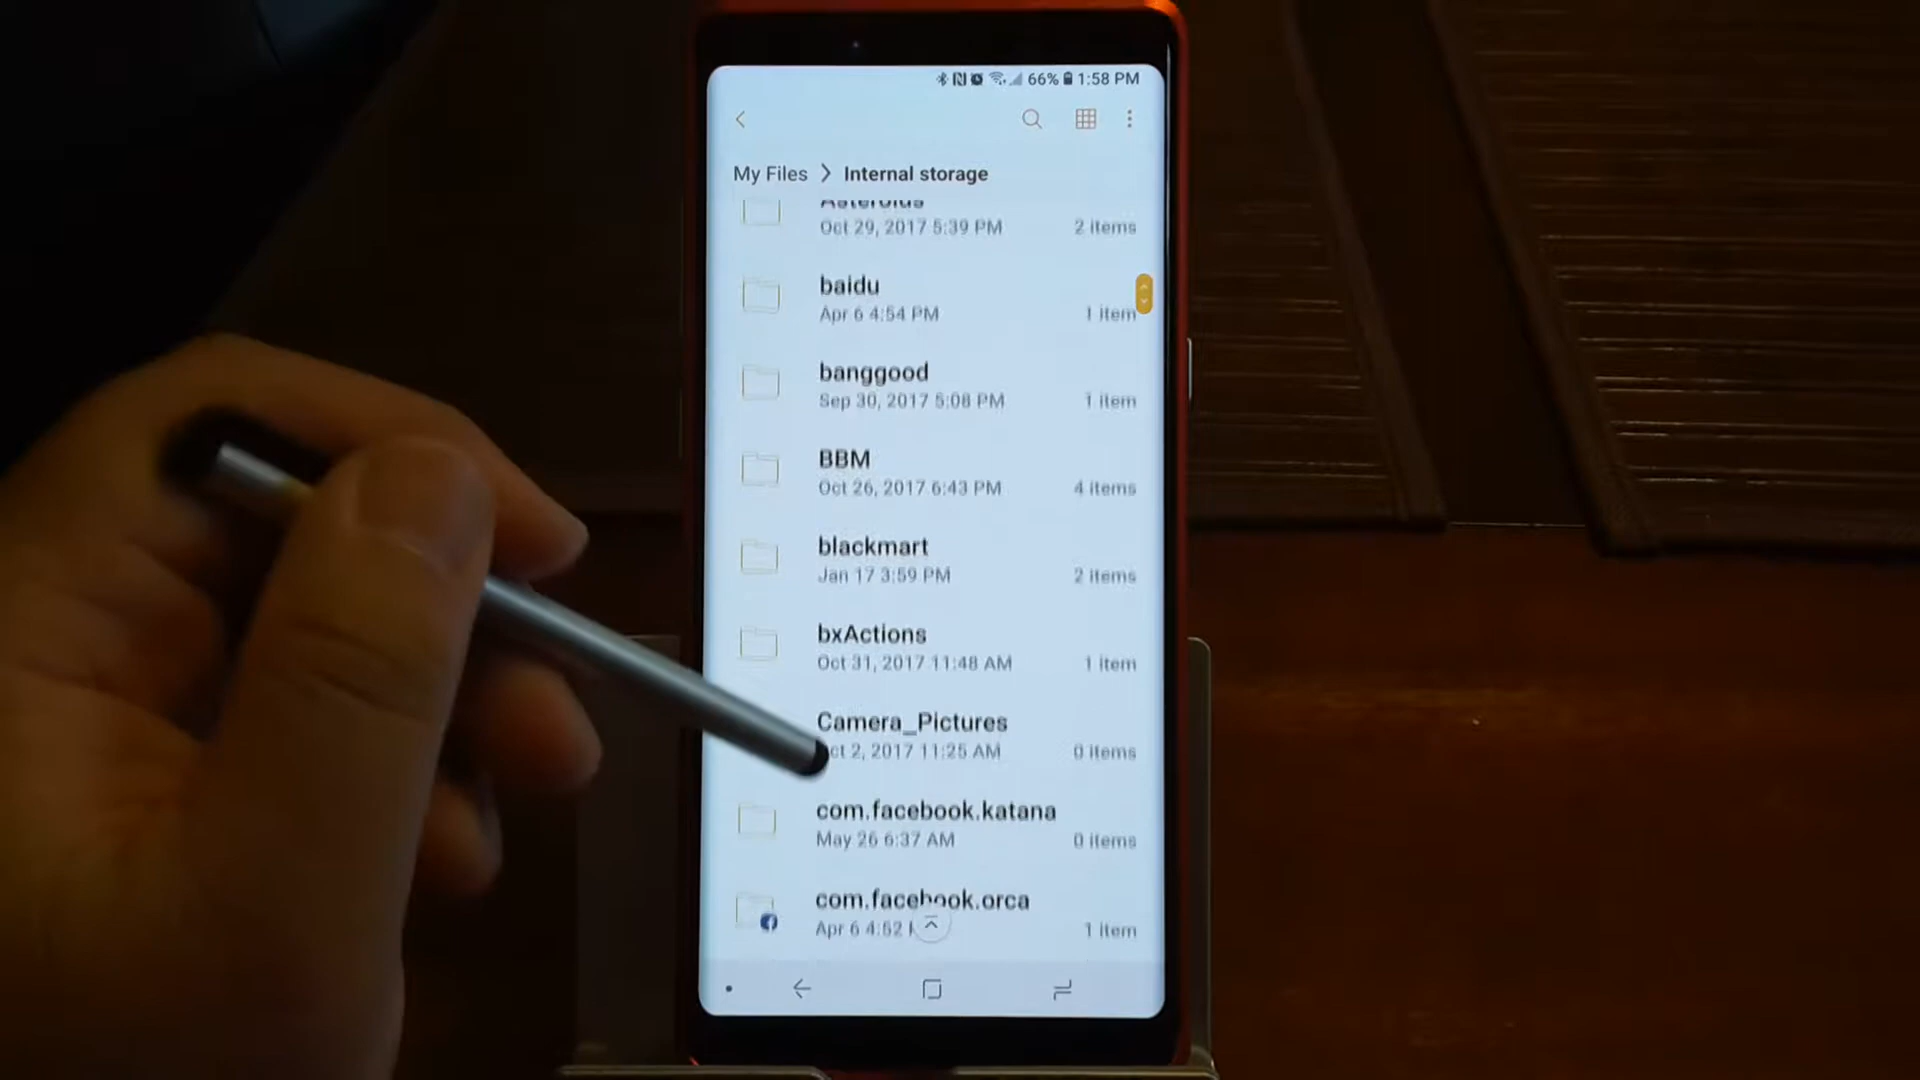 66% 1:58 PM
My Files > Internal storage
Asteroids
Oct 29, 2017 5:39 PM 2 items
baidu
Apr 6 4:54 PM 1 item
banggood
Sep 30, 2017 5:08 PM 1 item
BBM
Oct 26, 2017 6:43 PM 4 items
blackmart
Jan 17 3:59 PM 2 items
bxActions
Oct 31, 2017 11:48 AM 1 item
Camera_Pictures
ct 2, 2017 11:25 AM 0 items
com.facebook.katana
May 26 6:37 AM 0 items
com.facebook.orca
Apr 6 4:52 1 item